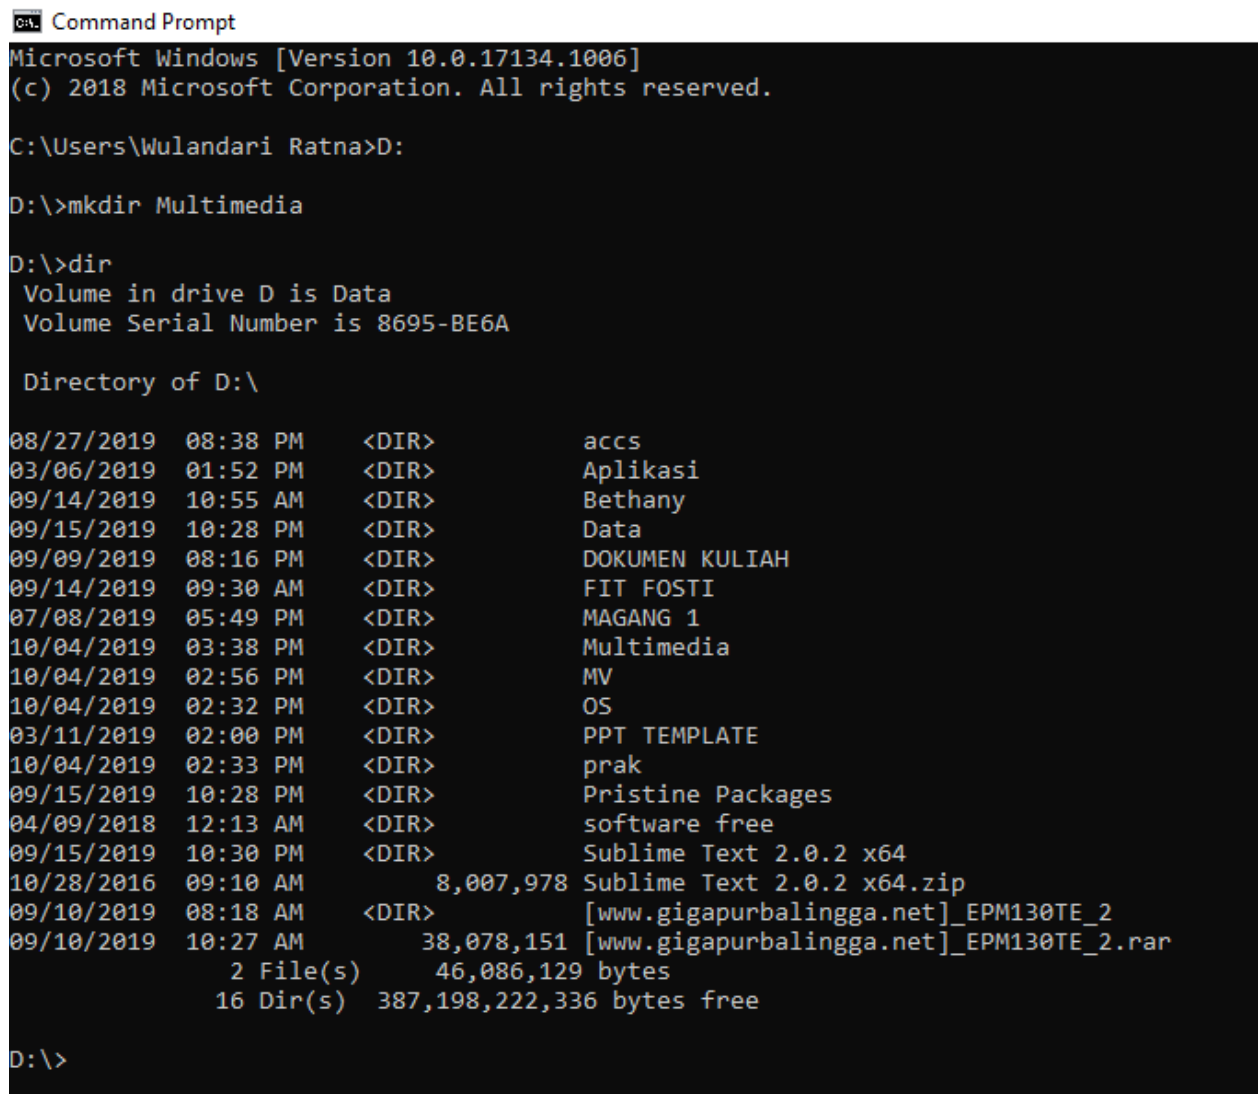 Command Prompt
Microsoft Windows [Version 10.0.17134.1006]
(c) 2018 Microsoft Corporation. All rights reserved.
C:\Users\Wulandari Ratna>D:
D:\>mkdir Multimedia
D:\>dir
 Volume in drive D is Data
 Volume Serial Number is 8695-BE6A
 Directory of D:\
08/27/2019  08:38 PM    <DIR>          accs
03/06/2019  01:52 PM    <DIR>          Aplikasi
09/14/2019  10:55 AM    <DIR>          Bethany
09/15/2019  10:28 PM    <DIR>          Data
09/09/2019  08:16 PM    <DIR>          DOKUMEN KULIAH
09/14/2019  09:30 AM    <DIR>          FIT FOSTI
07/08/2019  05:49 PM    <DIR>          MAGANG 1
10/04/2019  03:38 PM    <DIR>          Multimedia
10/04/2019  02:56 PM    <DIR>          MV
10/04/2019  02:32 PM    <DIR>          OS
03/11/2019  02:00 PM    <DIR>          PPT TEMPLATE
10/04/2019  02:33 PM    <DIR>          prak
09/15/2019  10:28 PM    <DIR>          Pristine Packages
04/09/2018  12:13 AM    <DIR>          software free
09/15/2019  10:30 PM    <DIR>          Sublime Text 2.0.2 x64
10/28/2016  09:10 AM         8,007,978 Sublime Text 2.0.2 x64.zip
09/10/2019  08:18 AM    <DIR>          [www.gigapurbalingga.net]_EPM130TE_2
09/10/2019  10:27 AM        38,078,151 [www.gigapurbalingga.net]_EPM130TE_2.rar
               2 File(s)     46,086,129 bytes
              16 Dir(s)  387,198,222,336 bytes free
D:\>